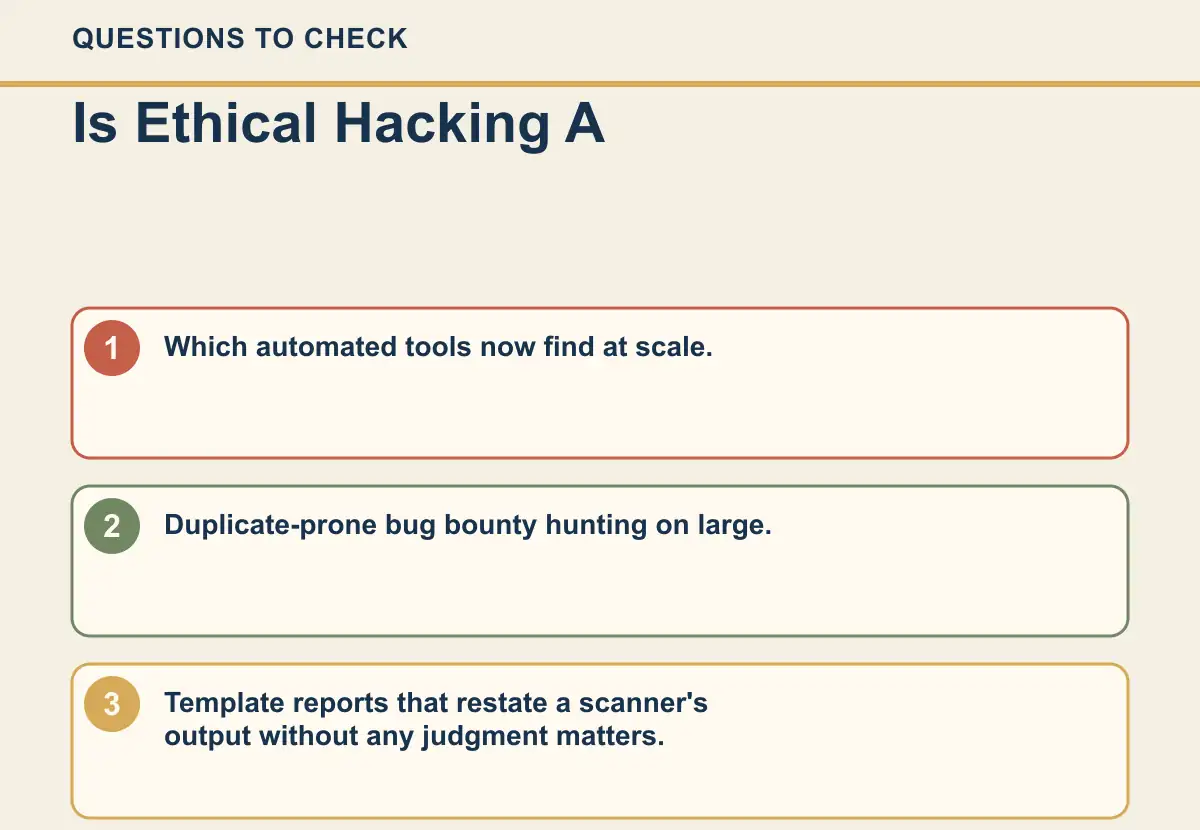 QUESTIONS TO CHECK
Is Ethical Hacking A
1
Which automated tools now find at scale.
2
Duplicate-prone bug bounty hunting on large.
3
Template reports that restate a scanner's
output without any judgment matters.